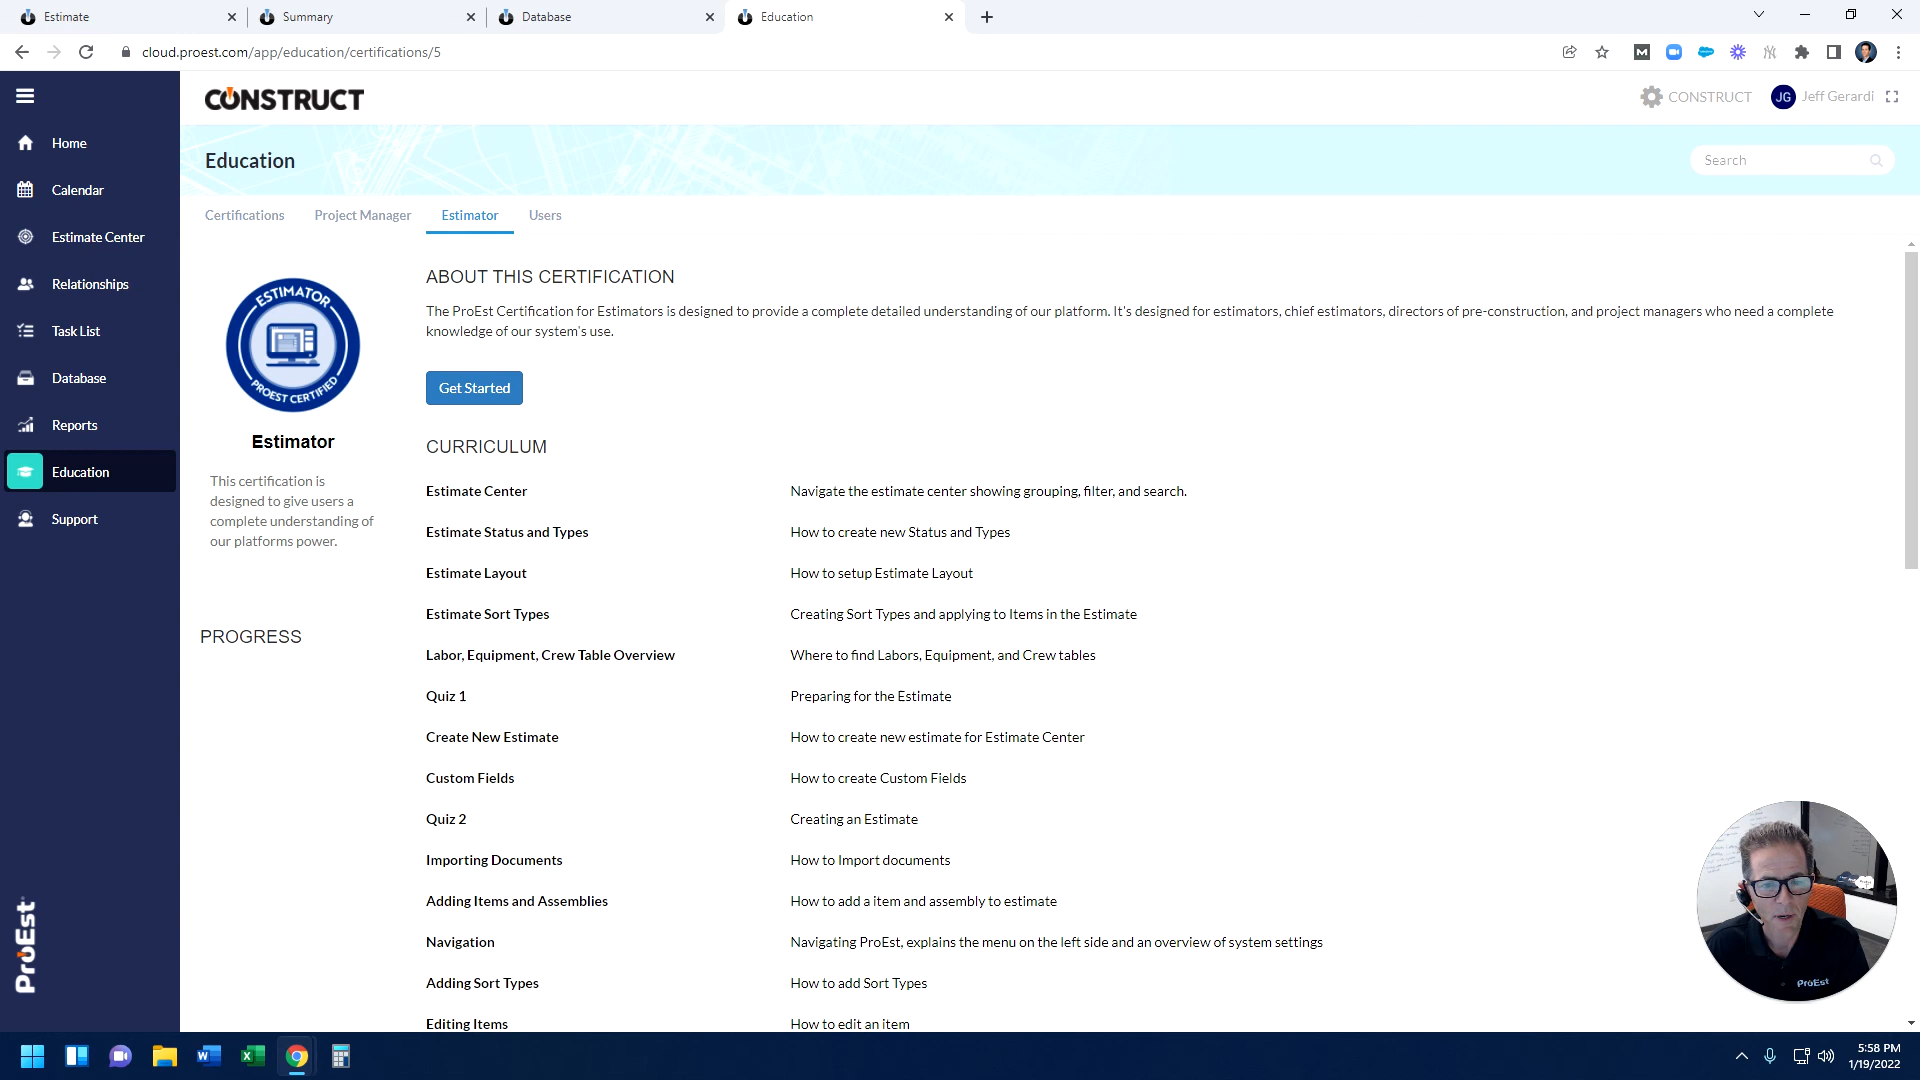 Estimate
Summary
Database
Education
cloud.proest.com/app/education/certifications/5
CONSTRUCT
CONSTRUCT
JG
Jeff Gerardi
Home
Calendar
Estimate Center
Relationships
Task List
Database
Reports
Education
Support
ProEst
Education
Search
Certifications
Project Manager
Estimator
Users
ESTIMATOR
PROEST CERTIFIED
Estimator
This certification is
designed to give users a
complete understanding of
our platforms power.
PROGRESS
ABOUT THIS CERTIFICATION
The ProEst Certification for Estimators is designed to provide a complete detailed understanding of our platform. It's designed for estimators, chief estimators, directors of pre-construction, and project managers who need a complete
knowledge of our system's use.
Get Started
CURRICULUM
Estimate Center Navigate the estimate center showing grouping, filter, and search.
Estimate Status and Types How to create new Status and Types
Estimate Layout How to setup Estimate Layout
Estimate Sort Types Creating Sort Types and applying to Items in the Estimate
Labor, Equipment, Crew Table Overview Where to find Labors, Equipment, and Crew tables
Quiz 1 Preparing for the Estimate
Create New Estimate How to create new estimate for Estimate Center
Custom Fields How to create Custom Fields
Quiz 2 Creating an Estimate
Importing Documents How to Import documents
Adding Items and Assemblies How to add a item and assembly to estimate
Navigation Navigating ProEst, explains the menu on the left side and an overview of system settings
Adding Sort Types How to add Sort Types
Editing Items How to edit an item
ProEst
5:58 PM
1/19/2022